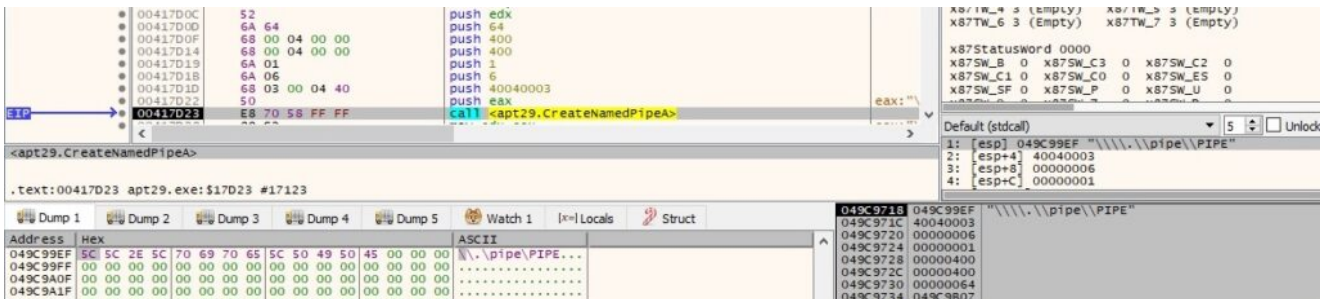 00417D0C 52 push edx
00417D0D 6A 64 push 64
00417D0F 68 00 04 00 00 push 400
00417D14 68 00 04 00 00 push 400
00417D19 6A 01 push 1
00417D1B 6A 06 push 6
00417D1D 68 03 00 04 40 push 40040003
00417D22 50 push eax eax:"\
EIP 00417D23 E8 70 58 FF FF call <apt29.CreateNamedPipeA>
<apt29.CreateNamedPipeA>
.text:00417D23 apt29.exe:$17D23 #17123
x87TW_4 3 (Empty) x87TW_5 3 (Empty)
x87TW_6 3 (Empty) x87TW_7 3 (Empty)
x87StatusWord 0000
x87SW_B 0 x87SW_C3 0 x87SW_C2 0
x87SW_C1 0 x87SW_C0 0 x87SW_ES 0
x87SW_SF 0 x87SW_P 0 x87SW_U 0
Default (stdcall) 5 Unlock
1: [esp] 049C99EF "\\\\.\\pipe\\PIPE"
2: [esp+4] 40040003
3: [esp+8] 00000006
4: [esp+C] 00000001
Dump 1 Dump 2 Dump 3 Dump 4 Dump 5 Watch 1 [x=] Locals Struct
Address Hex ASCII
049C99EF 5C 5C 2E 5C 70 69 70 65 5C 50 49 50 45 00 00 00 \\.\pipe\PIPE...
049C99FF 00 00 00 00 00 00 00 00 00 00 00 00 00 00 00 00 ................
049C9A0F 00 00 00 00 00 00 00 00 00 00 00 00 00 00 00 00 ................
049C9A1F 00 00 00 00 00 00 00 00 00 00 00 00 00 00 00 00 ................
049C9718 049C99EF "\\\\.\\pipe\\PIPE"
049C971C 40040003
049C9720 00000006
049C9724 00000001
049C9728 00000400
049C972C 00000400
049C9730 00000064
049C9734 049C9B07